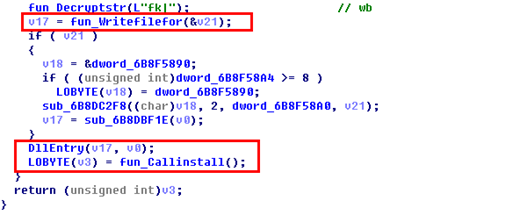 fun_Decryptstr(L"fk|"); // wb
v17 = fun_Writefilefor(&v21);
if ( v21 )
{
v18 = &dword_6B8F5890;
if ( (unsigned int)dword_6B8F58A4 >= 8 )
LOBYTE(v18) = dword_6B8F5890;
sub_6B8DC2F8((char)v18, 2, dword_6B8F58A0, v21);
v17 = sub_6B8DBF1E(v0);
}
DllEntry(v17, v0);
LOBYTE(v3) = fun_Callinstall();
}
return (unsigned int)v3;
}